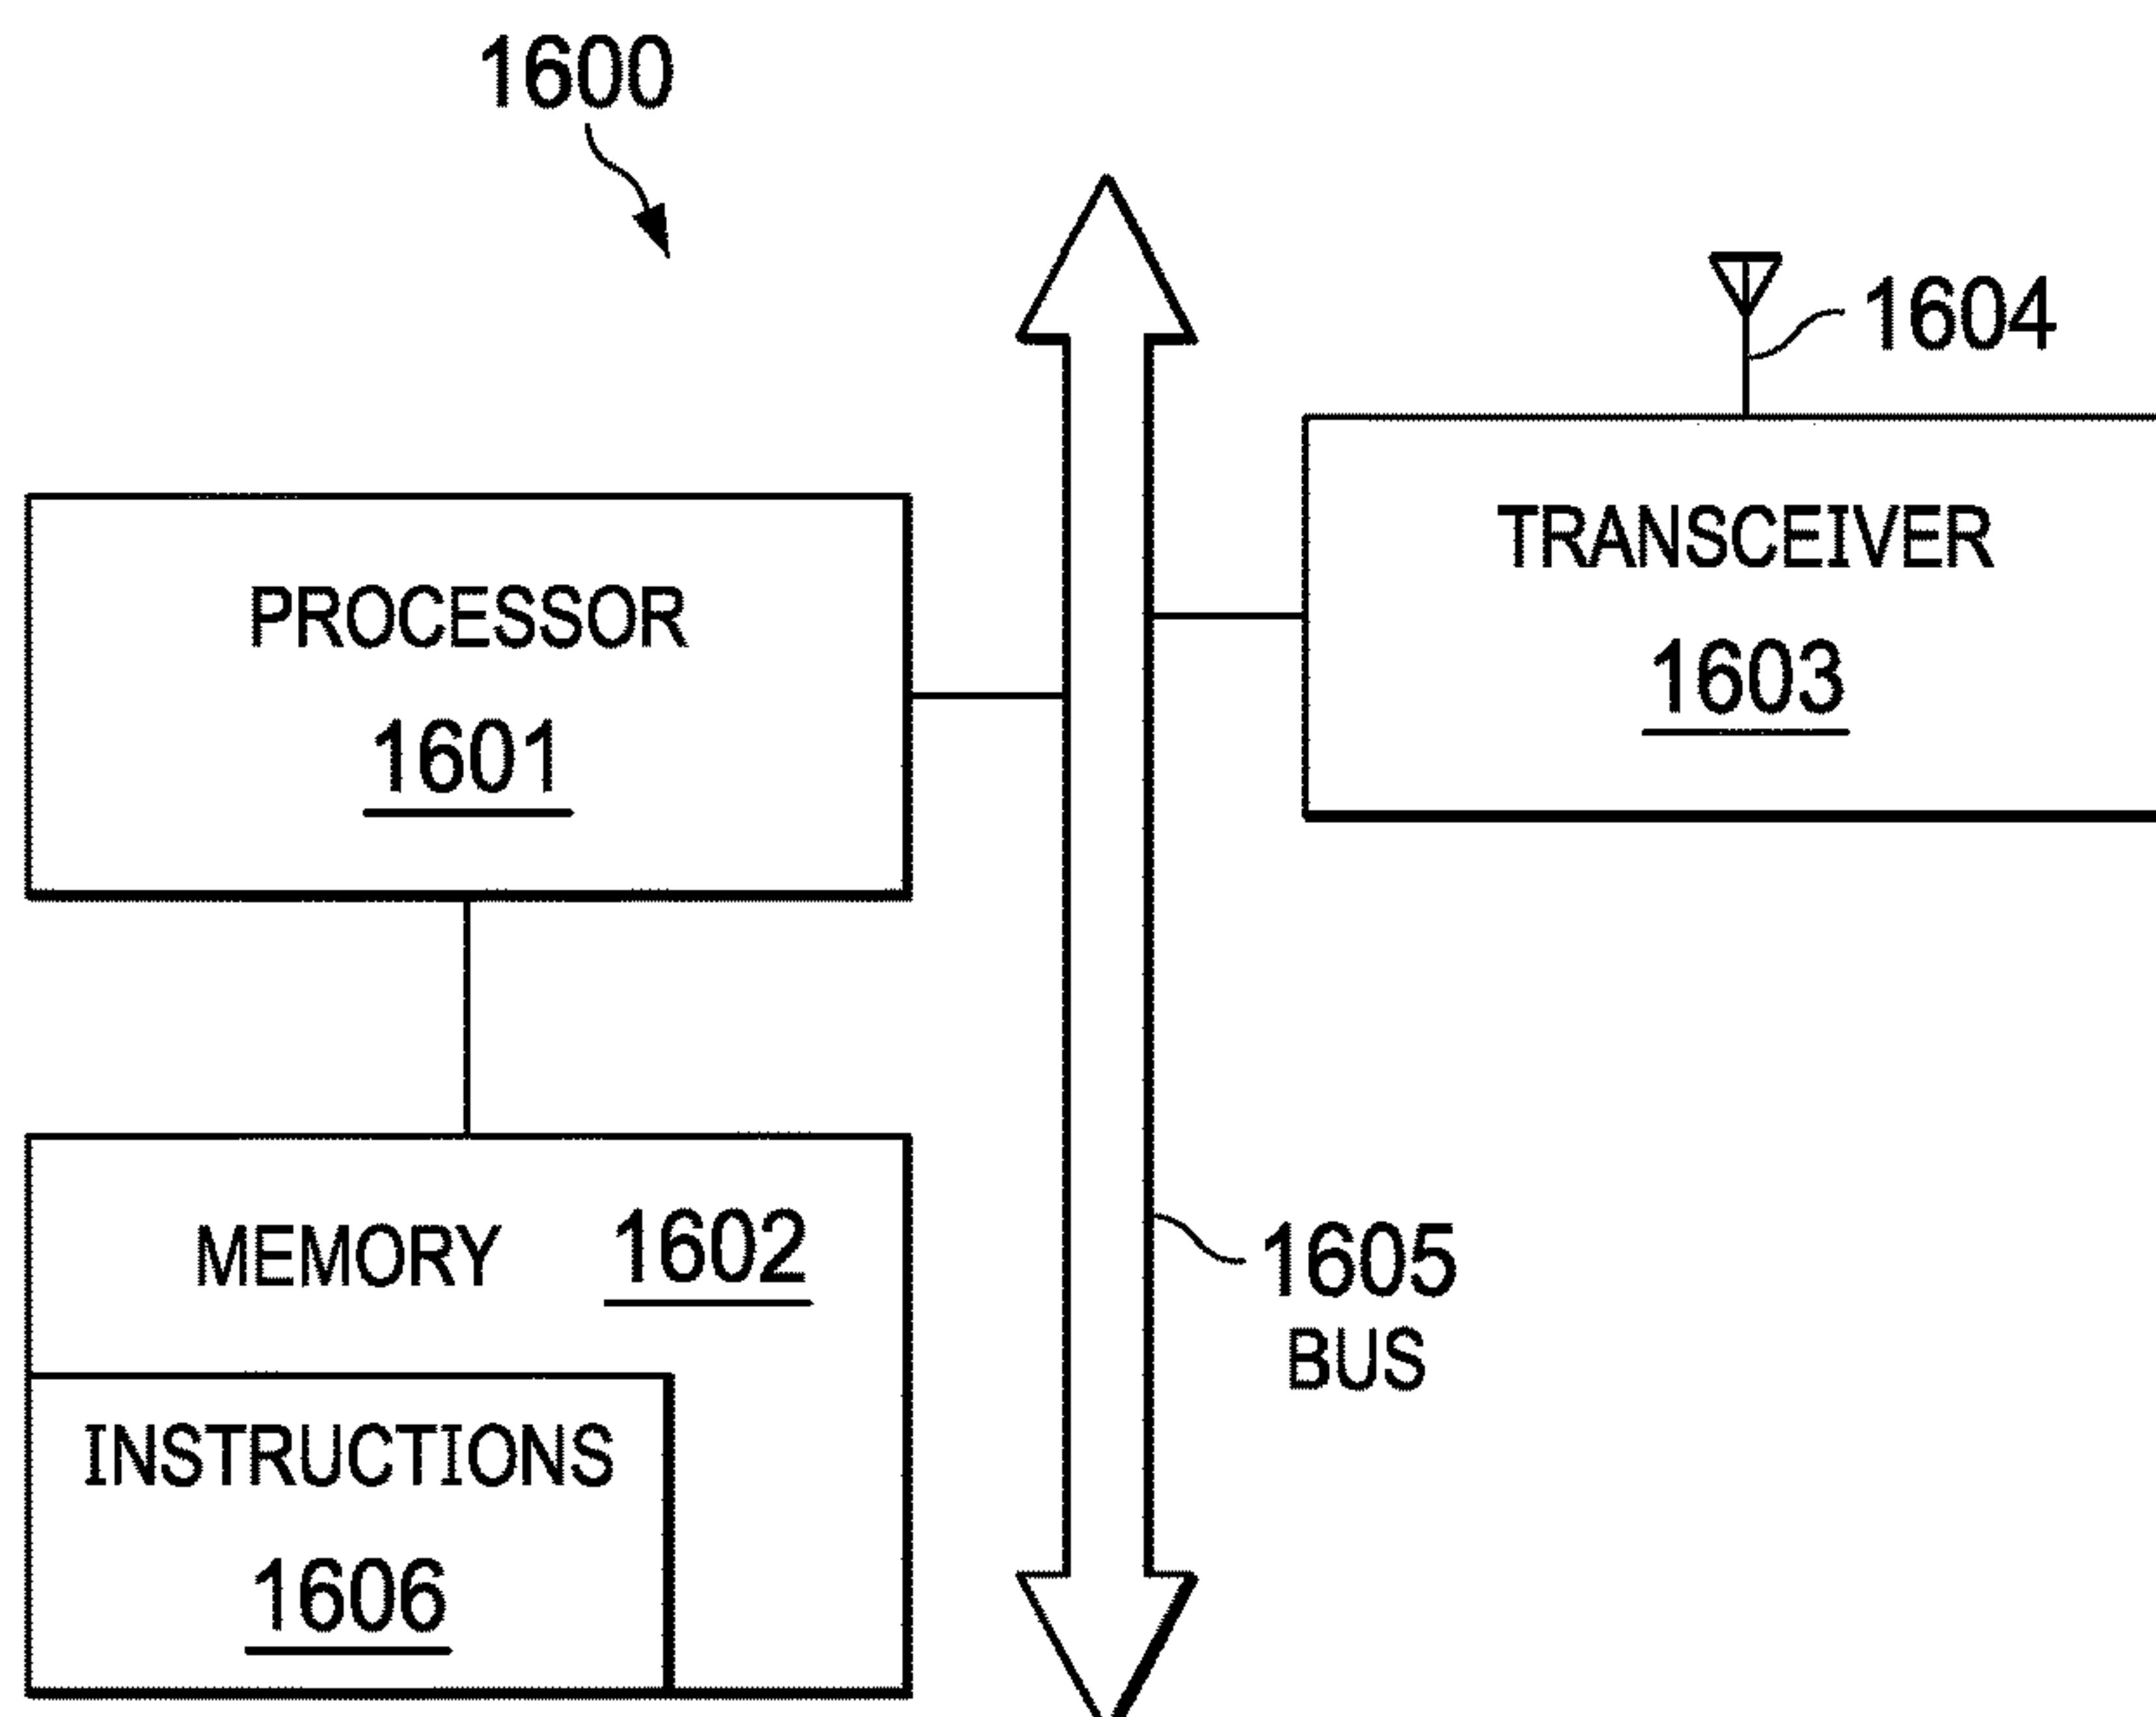 1600
1604
TRANSCEIVER
1603
PROCESSOR
1601
MEMORY 1602
INSTRUCTIONS
1606
1605
BUS